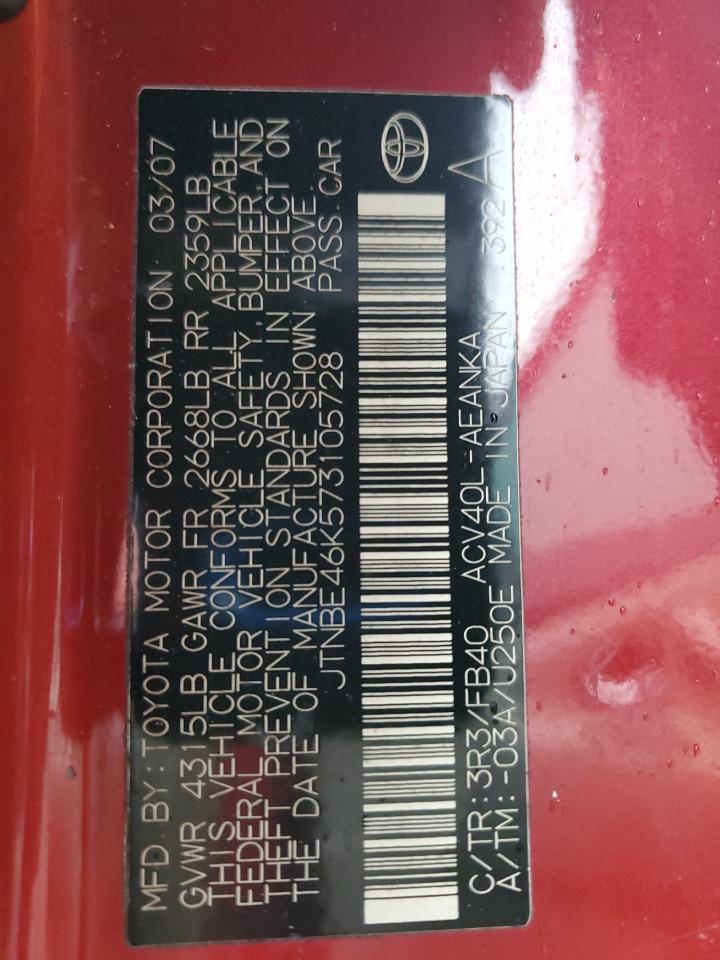 MFD BY: TOYOTA MOTOR CORPORATION 03/07
GVWR 4315LB GAWR FR 2668LB RR 2359LB
THIS VEHICLE CONFORMS TO ALL APPLICABLE
FEDERAL MOTOR VEHICLE SAFETY, BUMPER, AND
THEFT PREVENTION STANDARDS IN EFFECT ON
THE DATE OF MANUFACTURE SHOWN ABOVE.
JTNBE46K573105728 PASS. CAR
C/TR: 3R3/FB40 ACV40L-AEANKA
A/TM: -03A/U250E MADE IN JAPAN 392 A